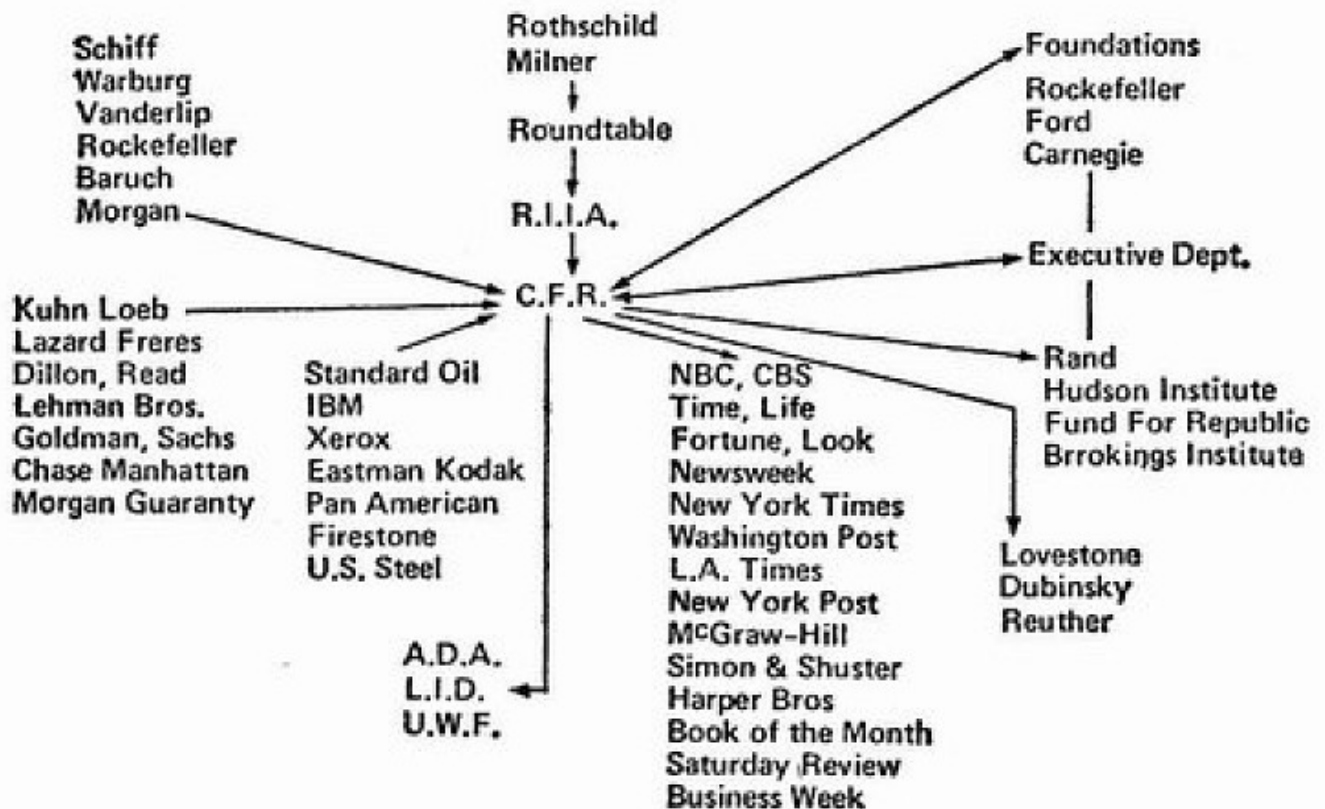 Schiff
Warburg
Vanderlip
Rockefeller
Baruch
Morgan
Rothschild
Milner
Roundtable
R.I.I.A.
C.F.R.
Foundations
Rockefeller
Ford
Carnegie
Executive Dept.
Rand
Hudson Institute
Fund For Republic
Brrokings Institute
Kuhn Loeb
Lazard Freres
Dillon, Read
Lehman Bros.
Goldman, Sachs
Chase Manhattan
Morgan Guaranty
Standard Oil
IBM
Xerox
Eastman Kodak
Pan American
Firestone
U.S. Steel
NBC, CBS
Time, Life
Fortune, Look
Newsweek
New York Times
Washington Post
L.A. Times
New York Post
McGraw-Hill
Simon & Shuster
Harper Bros
Book of the Month
Saturday Review
Business Week
Lovestone
Dubinsky
Reuther
A.D.A.
L.I.D.
U.W.F.